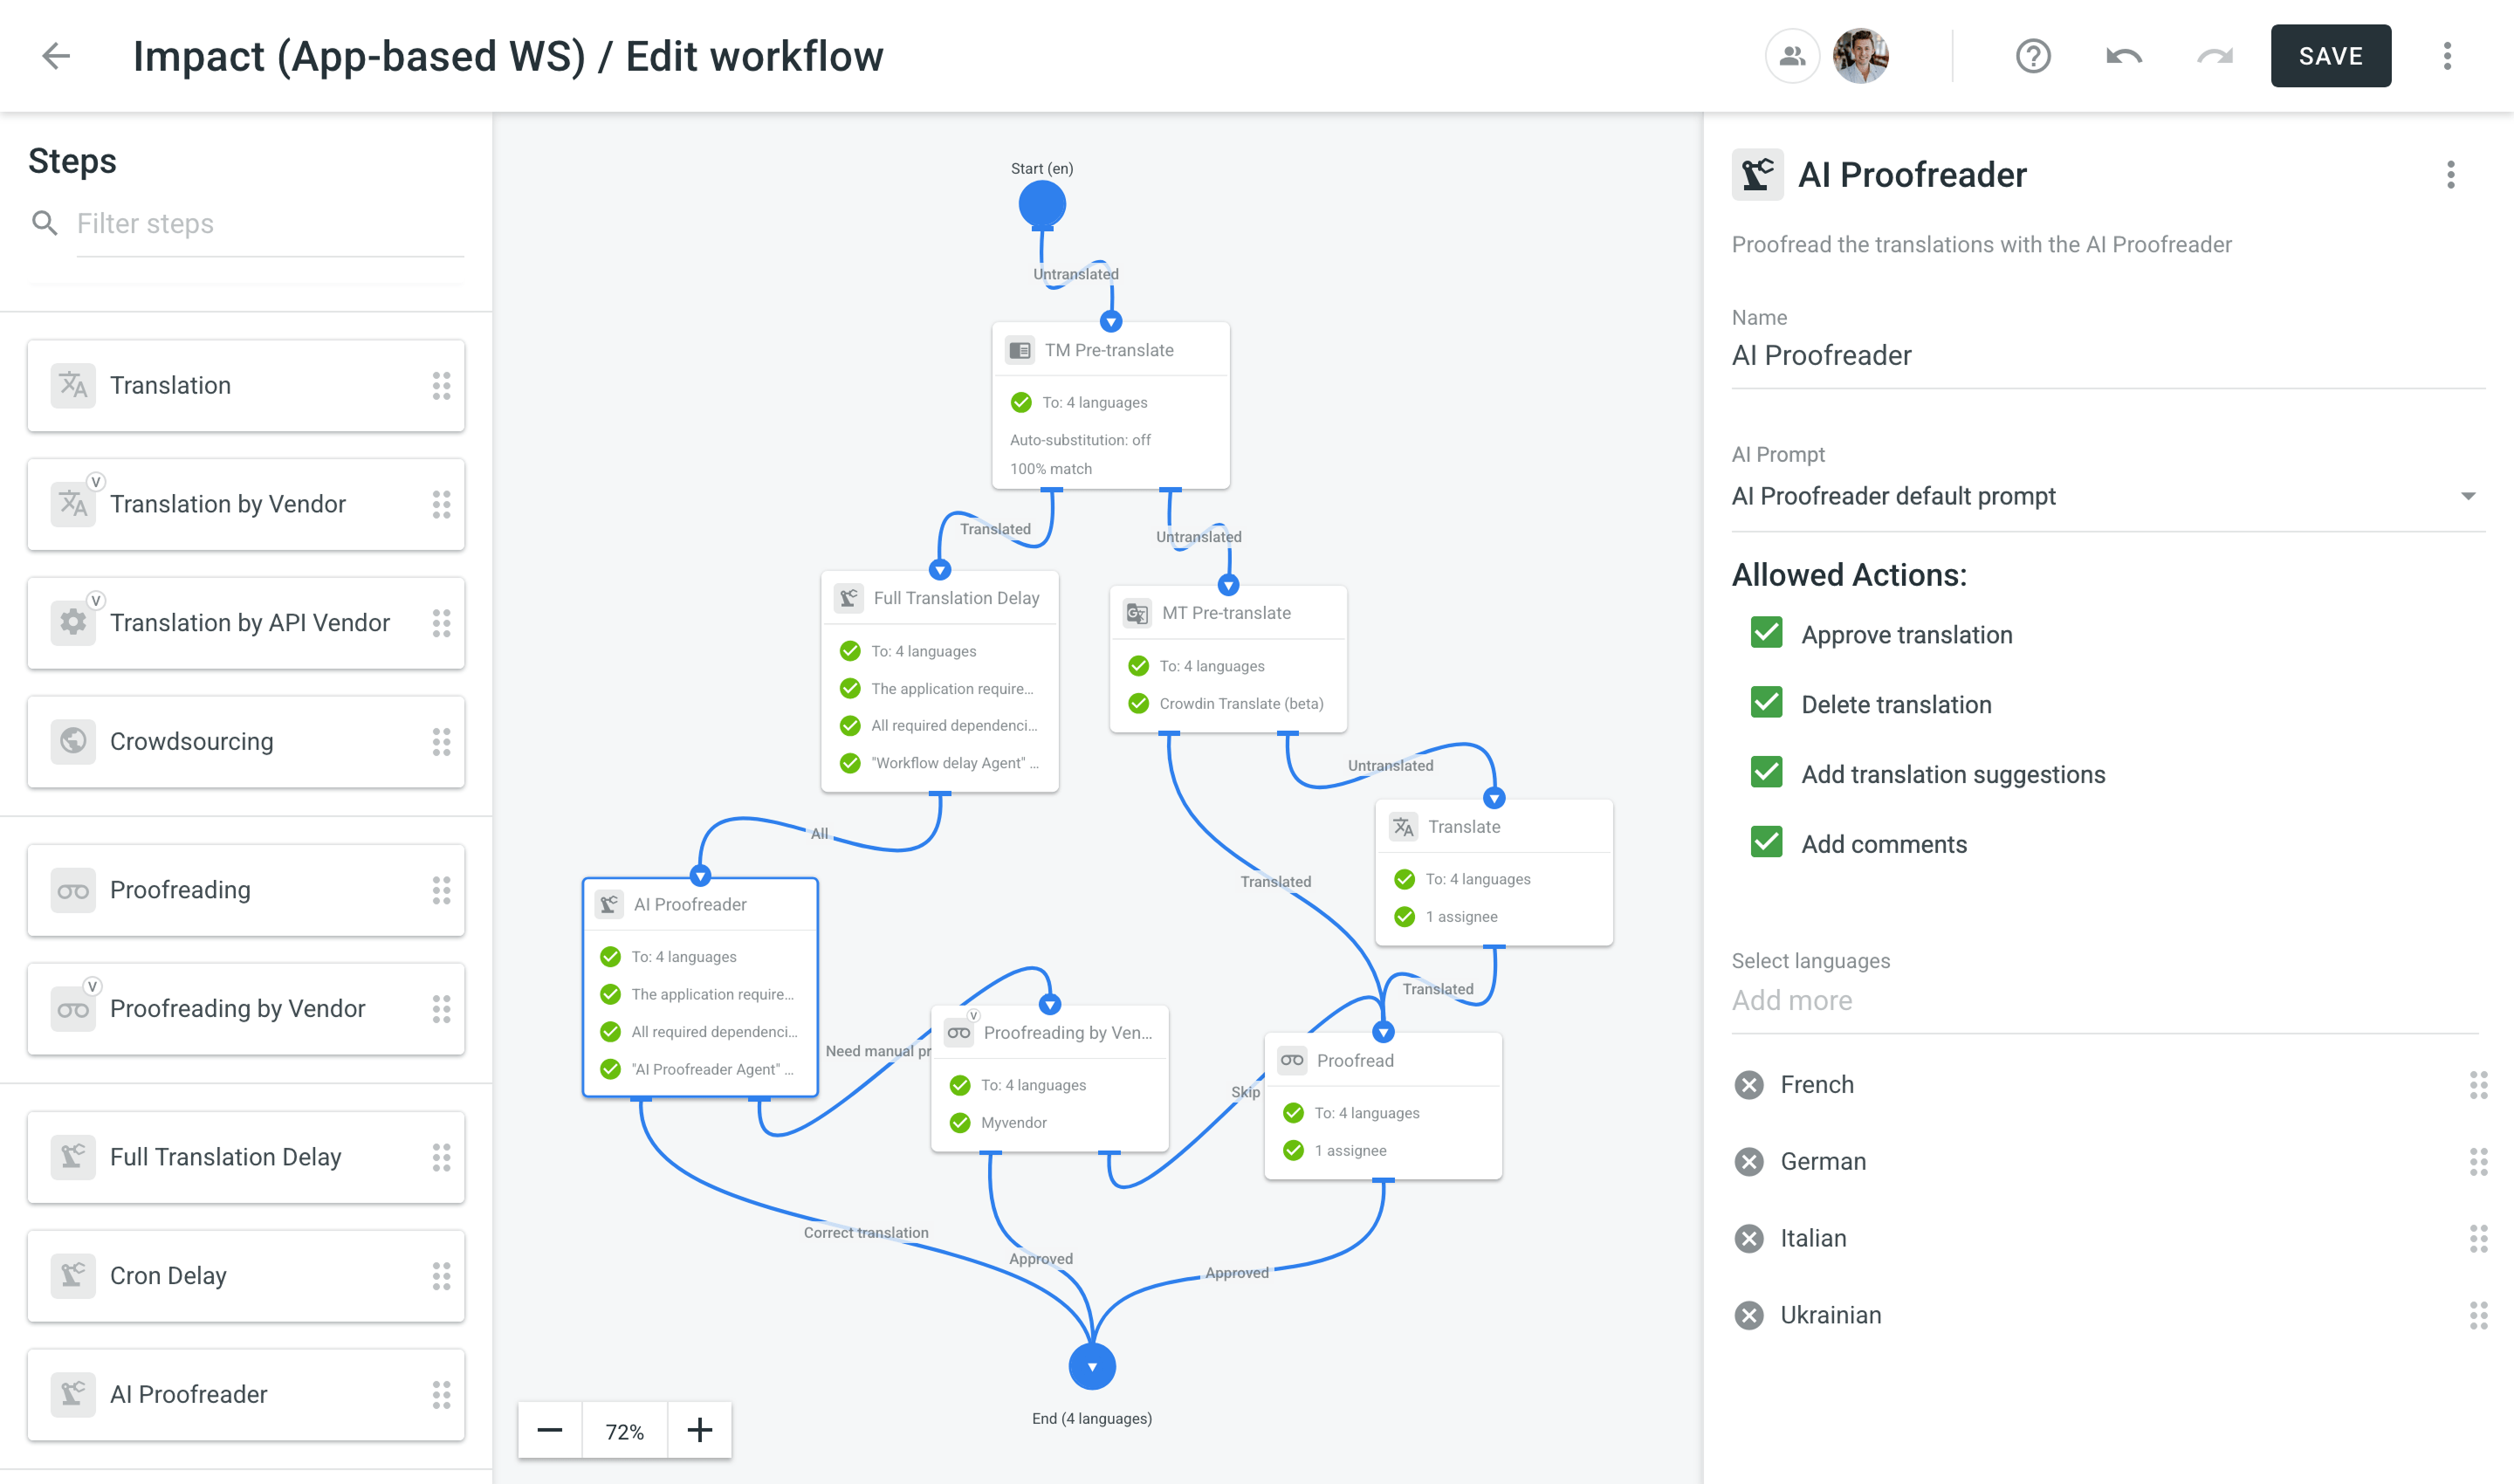 Impact (App-based WS) / Edit workflow
SAVE
Steps
Filter steps
Translation
V
Translation by Vendor
V
Translation by API Vendor
Crowdsourcing
Proofreading
V
Proofreading by Vendor
Full Translation Delay
Cron Delay
AI Proofreader
Start (en)
Untranslated
TM Pre-translate
To: 4 languages
Auto-substitution: off
100% match
Translated
Untranslated
Full Translation Delay
To: 4 languages
The application require...
All required dependenci...
"Workflow delay Agent" ...
MT Pre-translate
To: 4 languages
Crowdin Translate (beta)
Untranslated
All
Translate
To: 4 languages
1 assignee
Translated
Translated
AI Proofreader
To: 4 languages
The application require...
All required dependenci...
"AI Proofreader Agent" ...
Need manual pr
V
Proofreading by Ven...
To: 4 languages
Myvendor
Skip
Proofread
To: 4 languages
1 assignee
Correct translation
Approved
Approved
End (4 languages)
72%
AI Proofreader
Proofread the translations with the AI Proofreader
Name
AI Proofreader
AI Prompt
AI Proofreader default prompt
Allowed Actions:
Approve translation
Delete translation
Add translation suggestions
Add comments
Select languages
Add more
French
German
Italian
Ukrainian